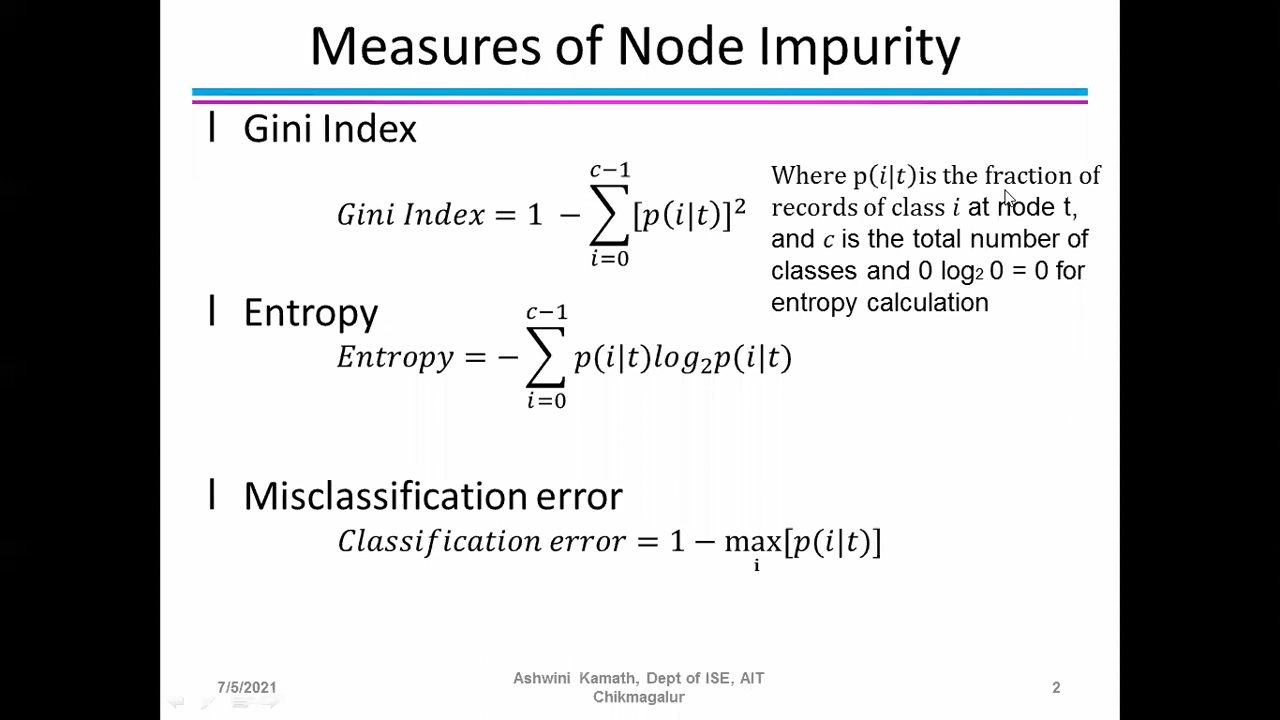 Measures of Node Impurity
l Gini Index
Gini Index = 1 − ∑_{i=0}^{c−1} [p(i|t)]²
Where p(i|t)is the fraction of
records of class i at node t,
and c is the total number of
classes and 0 log₂ 0 = 0 for
entropy calculation
l Entropy
Entropy = − ∑_{i=0}^{c−1} p(i|t)log₂p(i|t)
l Misclassification error
Classification error = 1 − max_i[p(i|t)]
7/5/2021
Ashwini Kamath, Dept of ISE, AIT
Chikmagalur
2